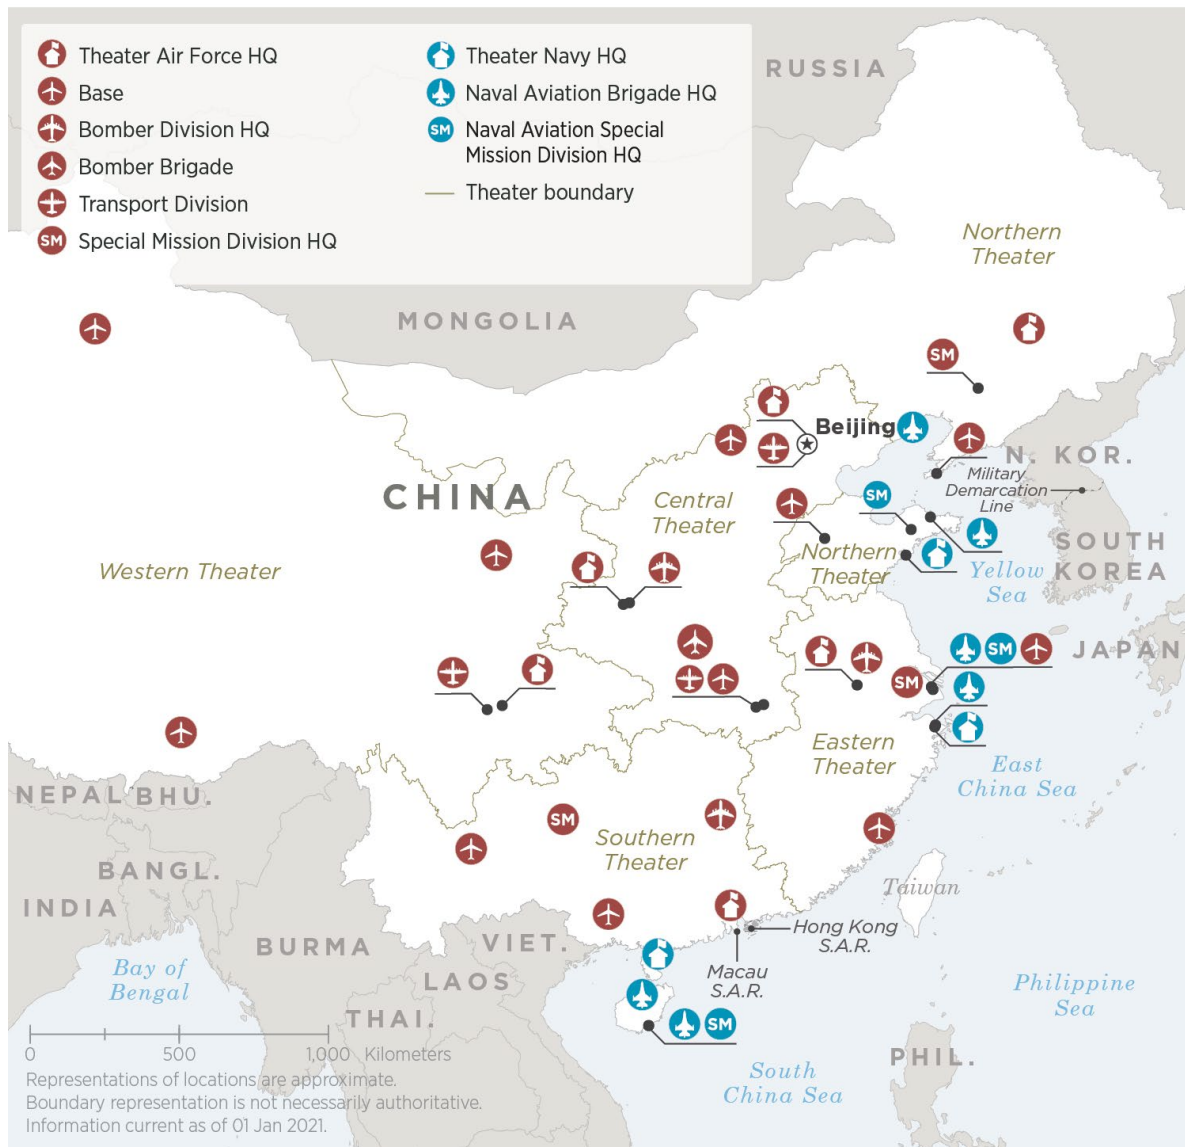 Theater Air Force HQ
Base
Bomber Division HQ
Bomber Brigade
Transport Division
SM Special Mission Division HQ
Theater Navy HQ
Naval Aviation Brigade HQ
SM Naval Aviation Special
Mission Division HQ
Theater boundary
RUSSIA
Northern
Theater
MONGOLIA
SM
Beijing
N. KOR.
Military
Demarcation
Line
CHINA
Central
Theater
SM
SOUTH
KOREA
Northern
Theater
Yellow
Sea
Western Theater
JAPAN
SM
SM
Eastern
Theater
East
China Sea
NEPAL
BHU.
SM
Southern
Theater
BANGL.
INDIA
Taiwan
BURMA
VIET.
Hong Kong
S.A.R.
LAOS
Macau
S.A.R.
Bay of
Bengal
Philippine
Sea
THAI.
SM
PHIL.
South
China Sea
0 500 1,000 Kilometers
Representations of locations are approximate.
Boundary representation is not necessarily authoritative.
Information current as of 01 Jan 2021.